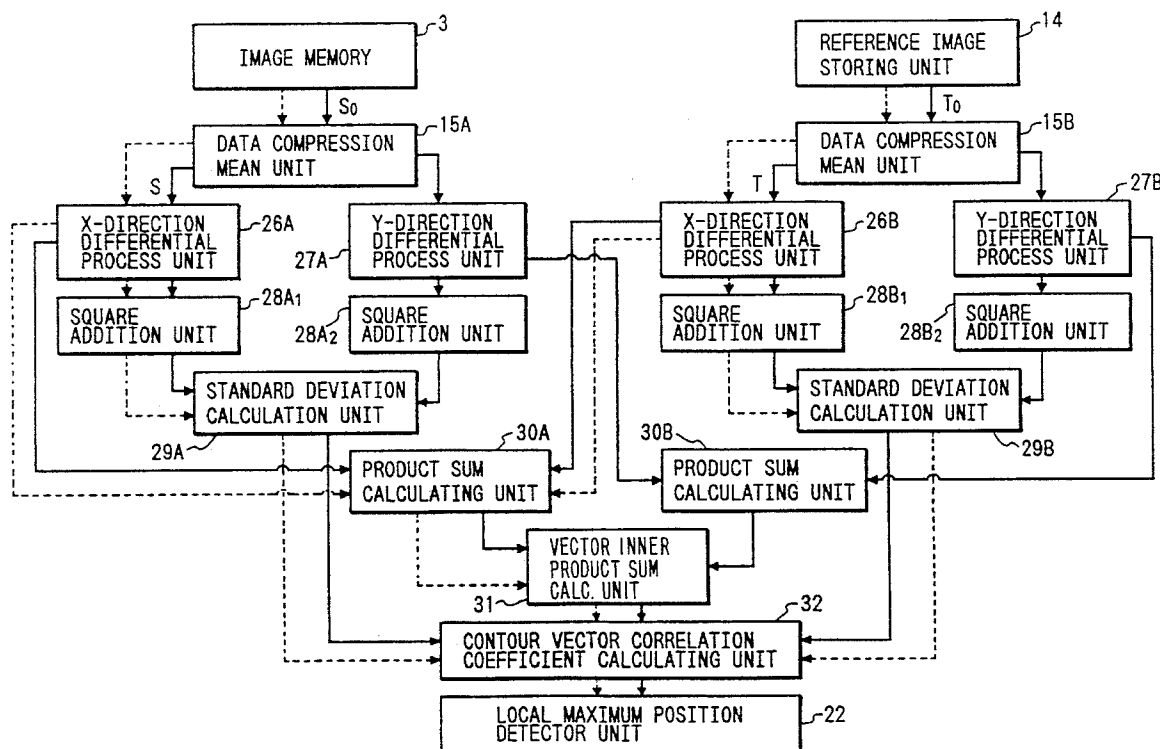 3
IMAGE MEMORY
14
REFERENCE IMAGE
STORING UNIT
S0
T0
15A
DATA COMPRESSION
MEAN UNIT
15B
DATA COMPRESSION
MEAN UNIT
S
T
27B
X-DIRECTION
DIFFERENTIAL
PROCESS UNIT
26A
Y-DIRECTION
DIFFERENTIAL
PROCESS UNIT
27A
X-DIRECTION
DIFFERENTIAL
PROCESS UNIT
26B
Y-DIRECTION
DIFFERENTIAL
PROCESS UNIT
SQUARE
ADDITION UNIT
28A1
SQUARE
ADDITION UNIT
28A2
SQUARE
ADDITION UNIT
28B1
SQUARE
ADDITION UNIT
28B2
STANDARD DEVIATION
CALCULATION UNIT
29A
STANDARD DEVIATION
CALCULATION UNIT
29B
30A
PRODUCT SUM
CALCULATING UNIT
30B
PRODUCT SUM
CALCULATING UNIT
VECTOR INNER
PRODUCT SUM
CALC. UNIT
31
32
CONTOUR VECTOR CORRELATION
COEFFICIENT CALCULATING UNIT
LOCAL MAXIMUM POSITION
DETECTOR UNIT
22